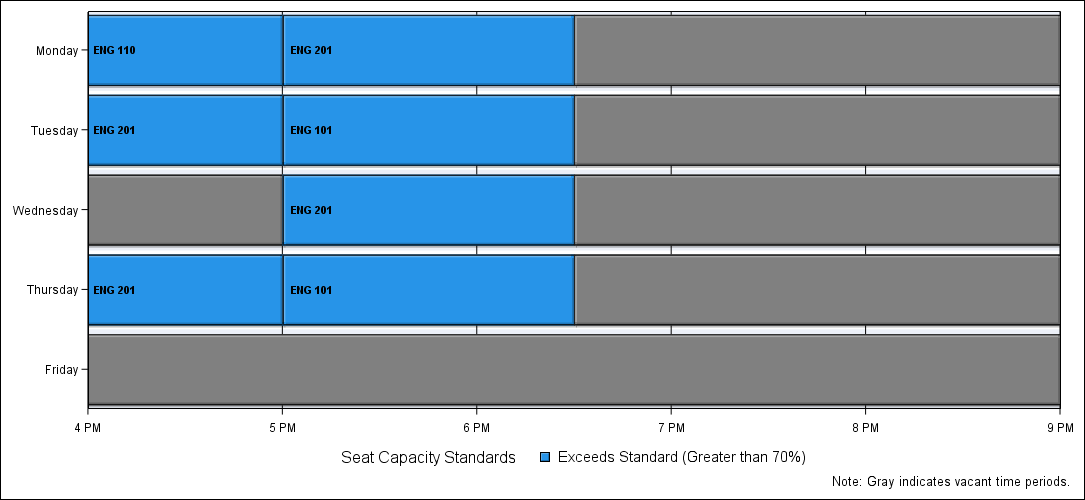 Monday
ENG 110
ENG 201
Tuesday
ENG 201
ENG 101
Wednesday
ENG 201
Thursday
ENG 201
ENG 101
Friday
4 PM
5 PM
6 PM
7 PM
8 PM
9 PM
Seat Capacity Standards
Exceeds Standard (Greater than 70%)
Note: Gray indicates vacant time periods.